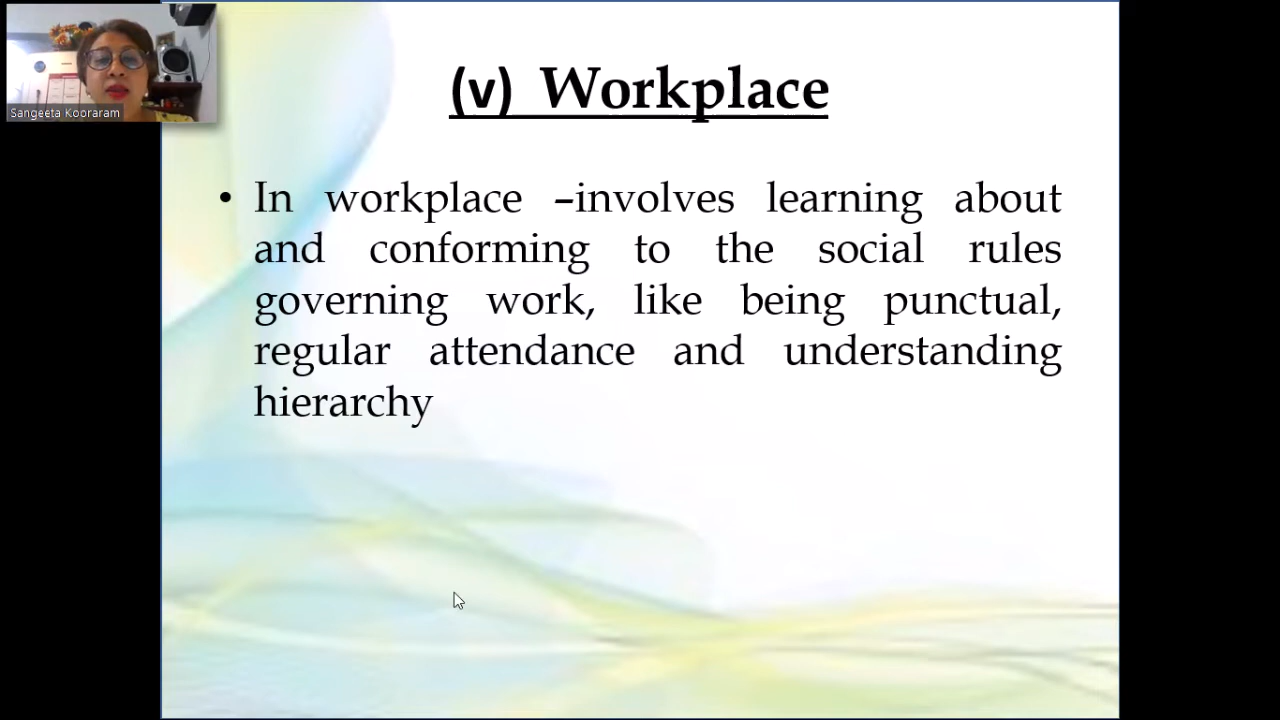 Sangeeta Kooraram
(v) Workplace
• In workplace –involves learning about
and conforming to the social rules
governing work, like being punctual,
regular attendance and understanding
hierarchy